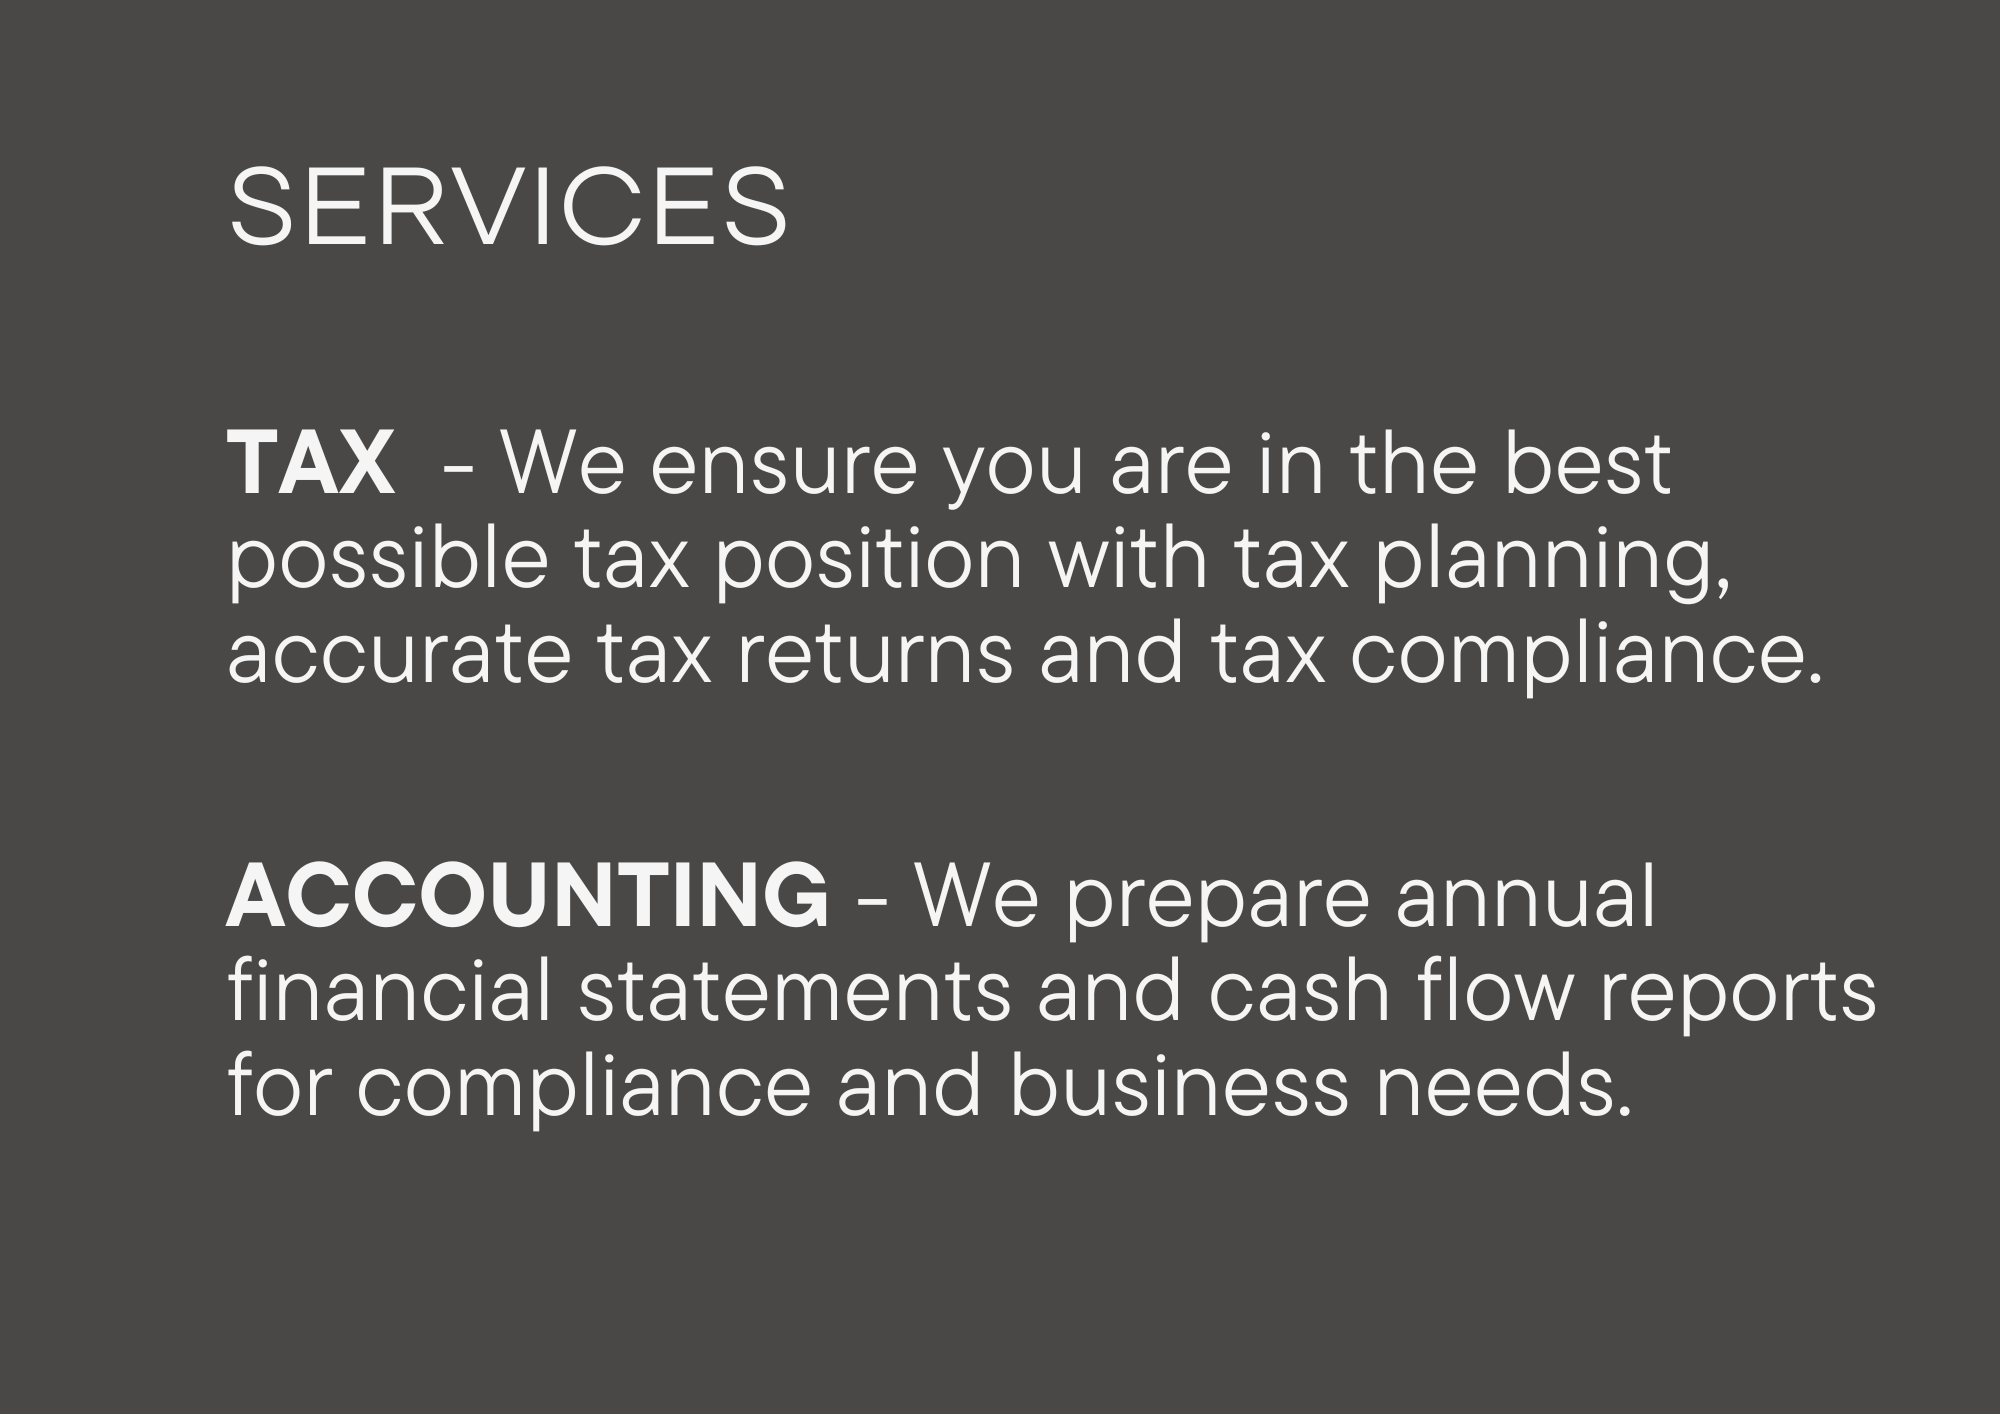 SERVICES
TAX  - We ensure you are in the best
possible tax position with tax planning,
accurate tax returns and tax compliance.
ACCOUNTING - We prepare annual
financial statements and cash flow reports
for compliance and business needs.